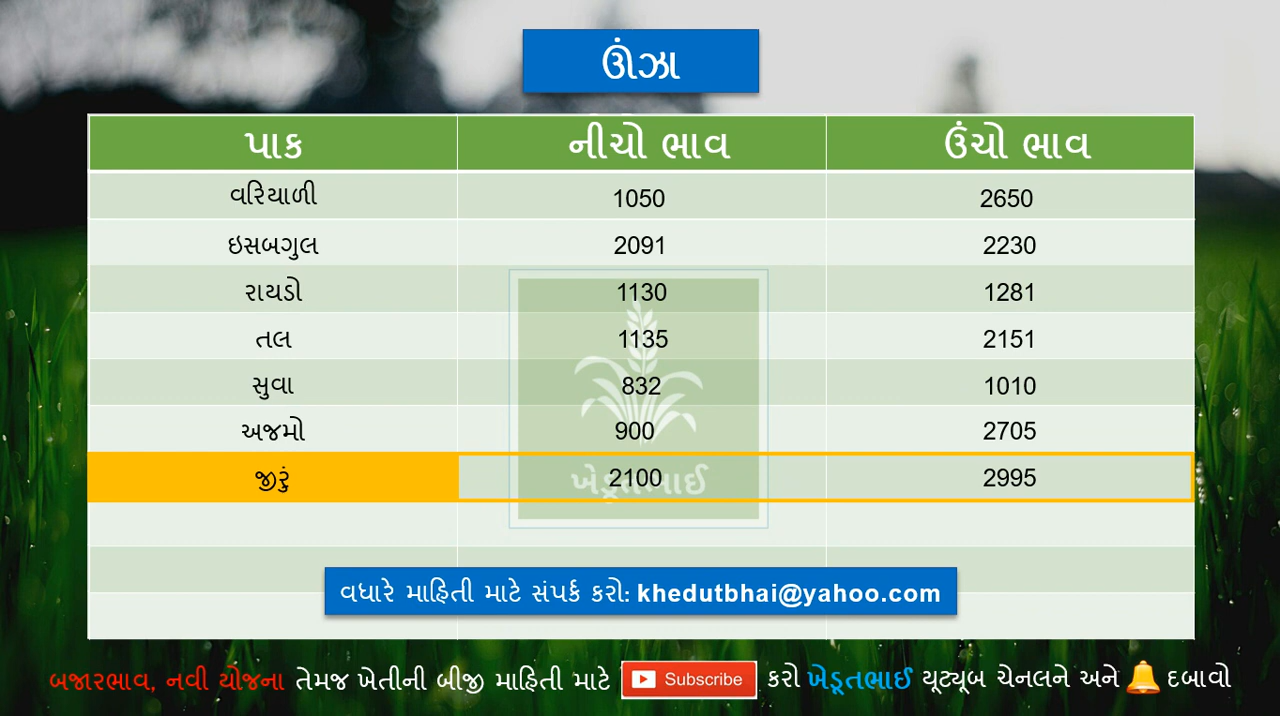 ઊંઝા
પાક નીચો ભાવ ઉંચો ભાવ
વરિયાળી 1050 2650
ઇસબગુલ 2091 2230
રાયડો 1130 1281
તલ 1135 2151
સુવા 832 1010
અજમો 900 2705
જીરું 2100 2995
ખેડૂતભાઈ
વધારે માહિતી માટે સંપર્ક કરો: khedutbhai@yahoo.com
બજારભાવ, નવી યોજના તેમજ ખેતીની બીજી માહિતી માટે Subscribe કરો ખેડૂતભાઈ યૂટ્યૂબ ચેનલને અને દબાવો